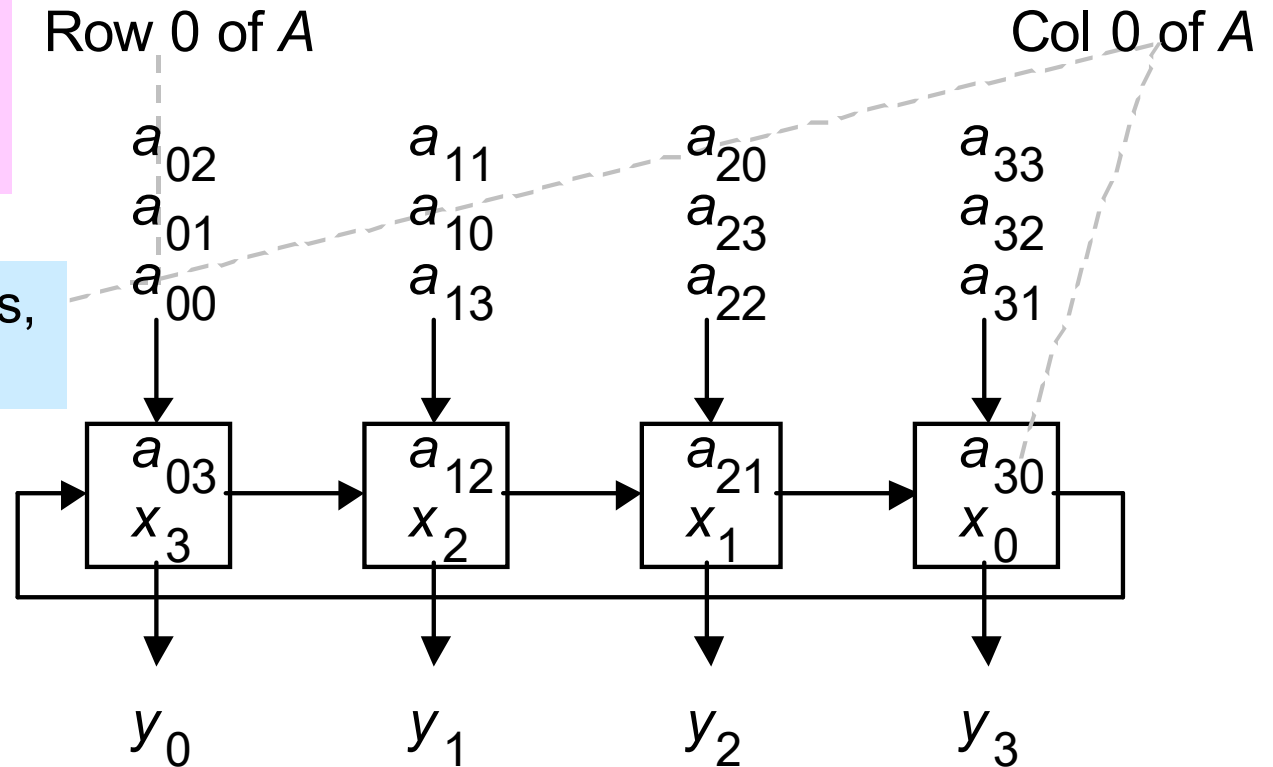 Row 0 of A Col 0 of A
a02 a11 a20 a33
a01 a10 a23 a32
a00 a13 a22 a31
s,
a03 a12 a21 a30
x3 x2 x1 x0
y0 y1 y2 y3